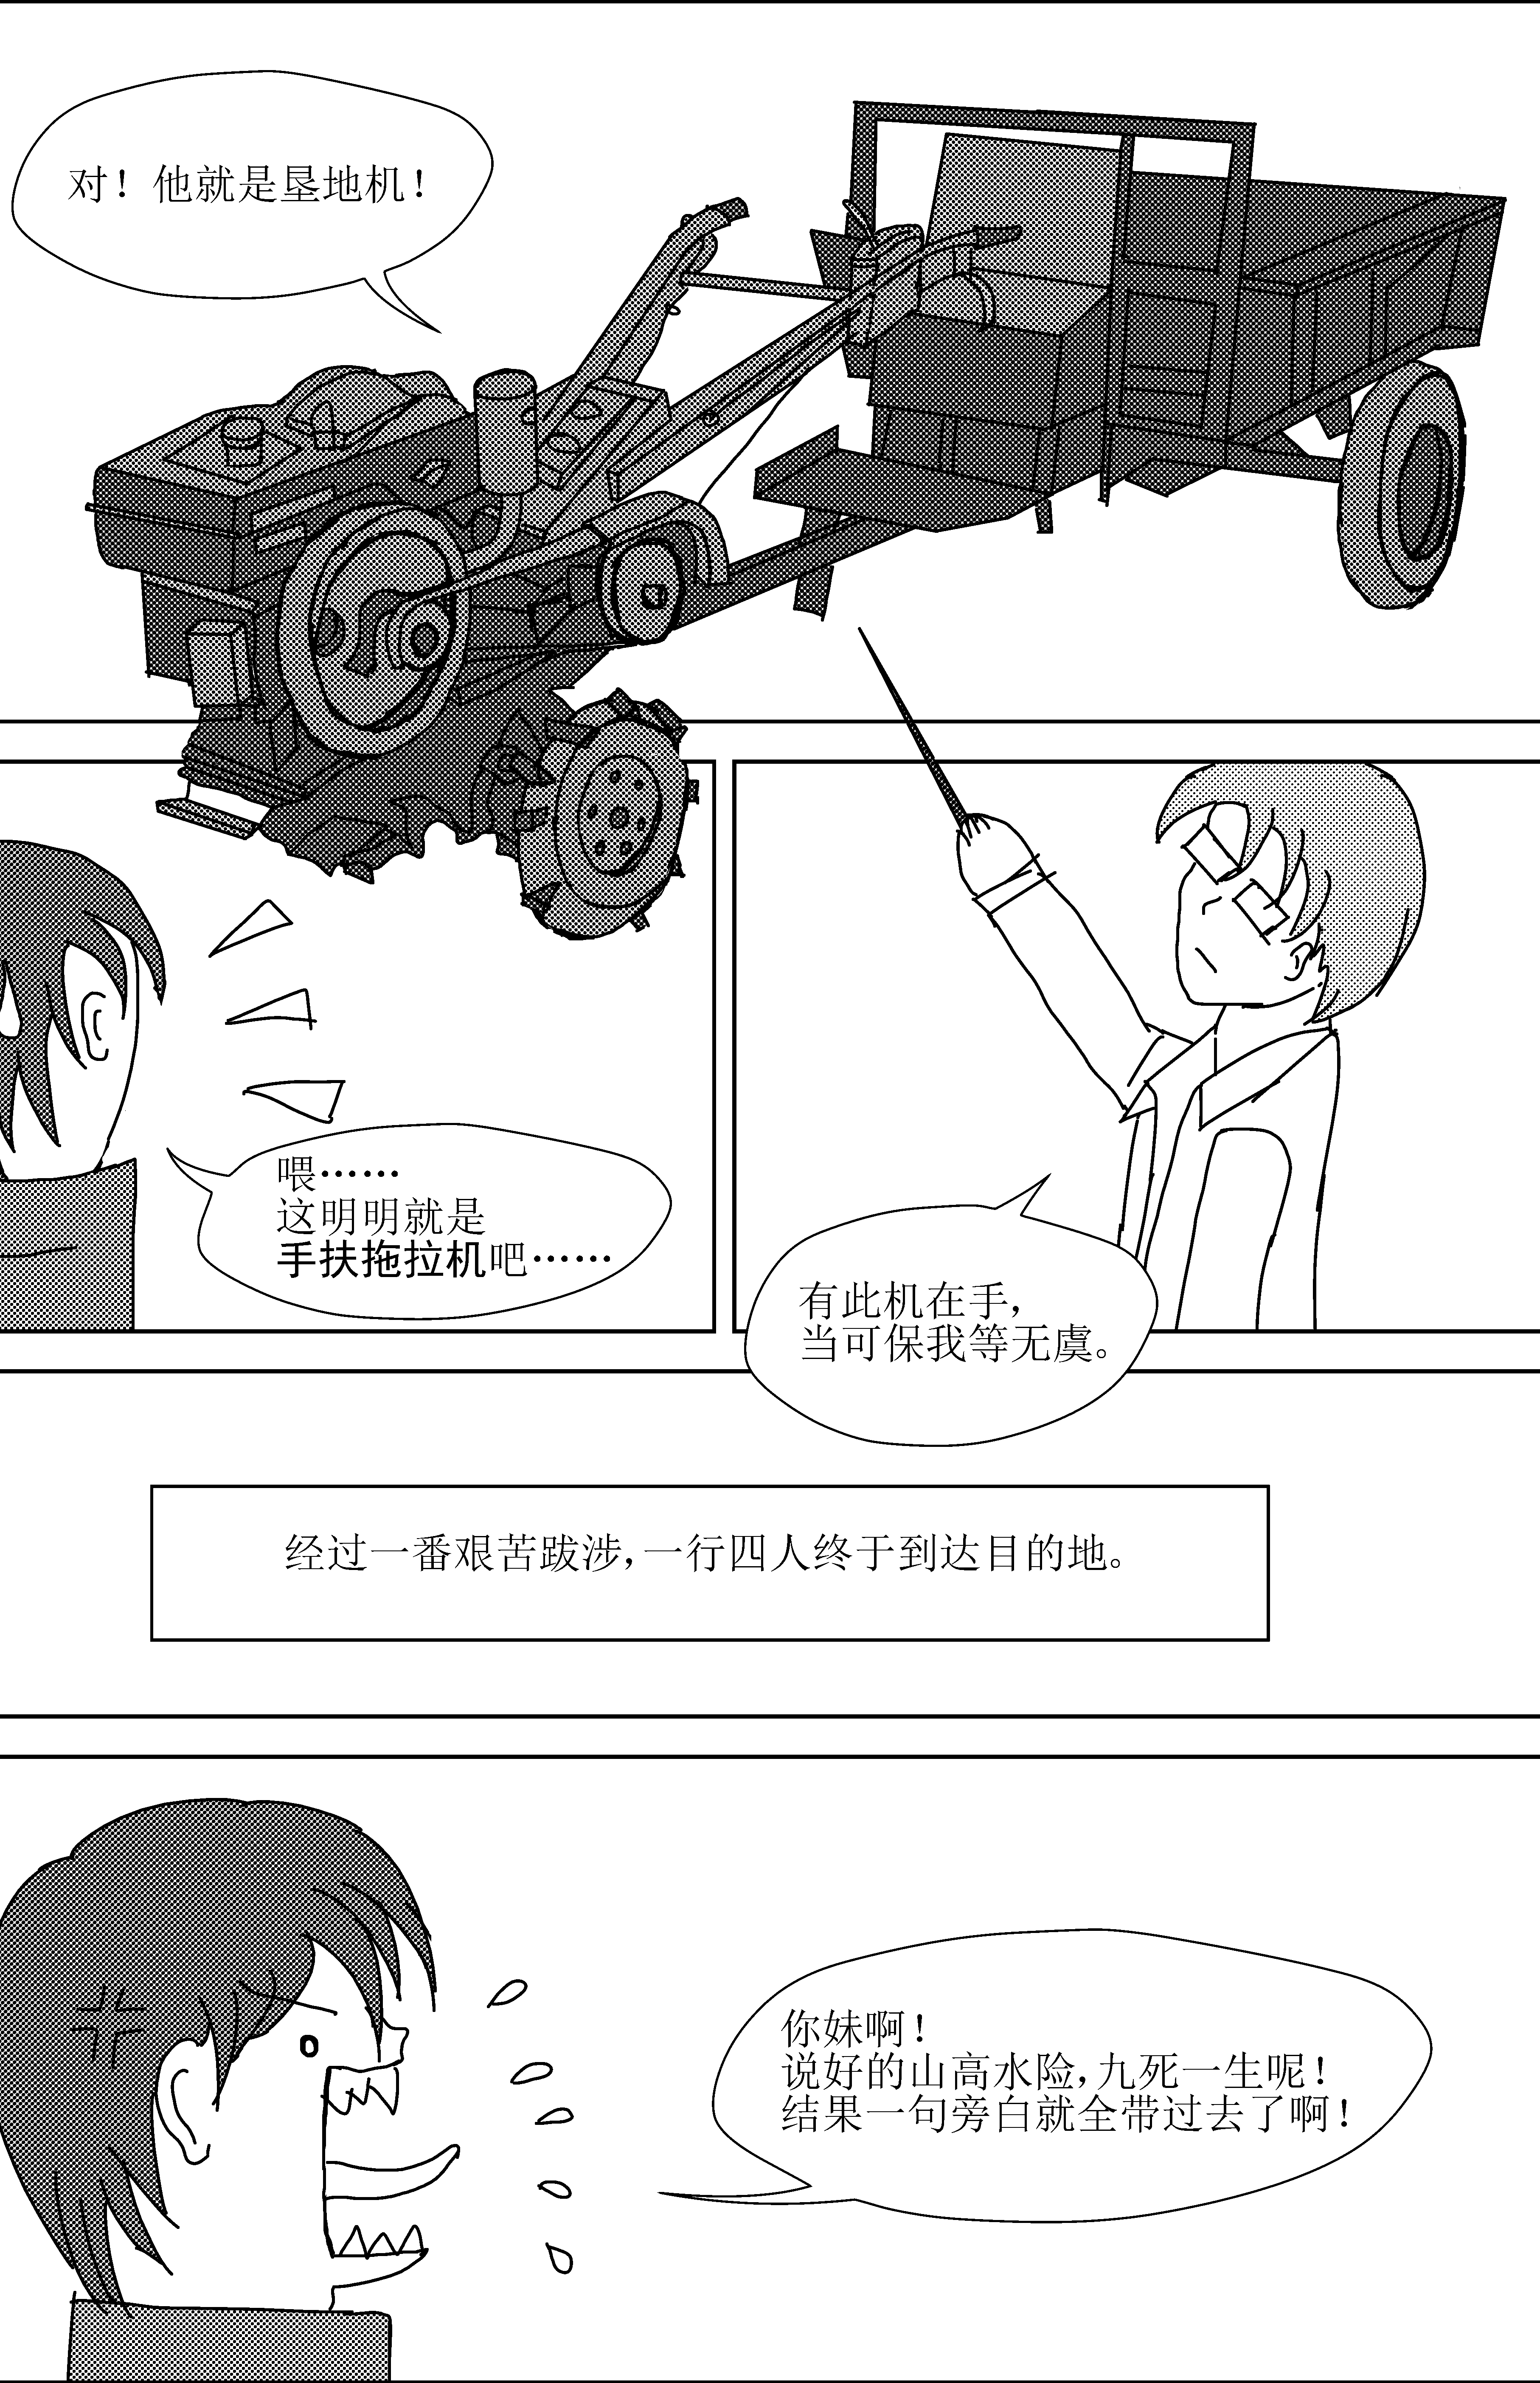 对！他就是垦地机！
喂……
这明明就是
手扶拖拉机吧……
有此机在手，
当可保我等无虞。
经过一番艰苦跋涉，一行四人终于到达目的地。
你妹啊！
说好的山高水险，九死一生呢！
结果一句旁白就全带过去了啊！